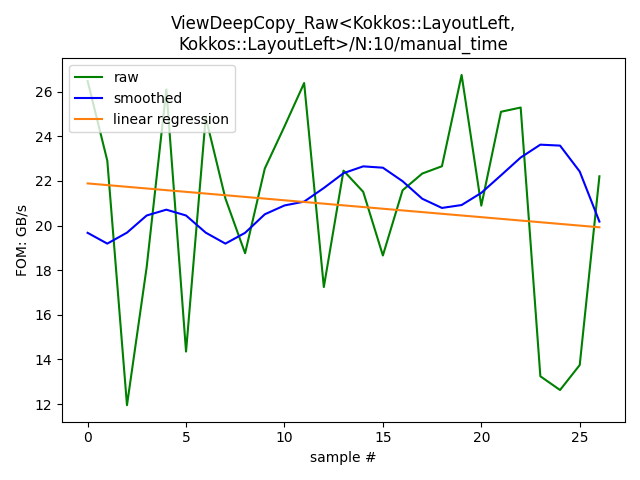 ViewDeepCopy_Raw<Kokkos::LayoutLeft,
Kokkos::LayoutLeft>/N:10/manual_time
raw
smoothed
linear regression
FOM: GB/s
26
24
22
20
18
16
14
12
0 5 10 15 20 25
sample #